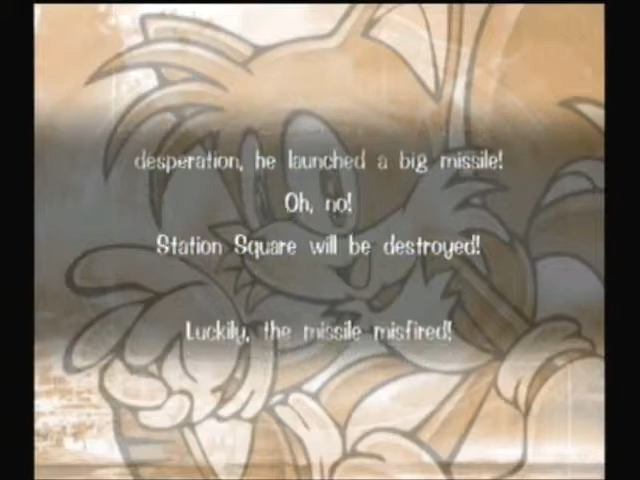 desperation, he launched a big missile!
Oh, no!
Station Square will be destroyed!
Luckily, the missile misfired!